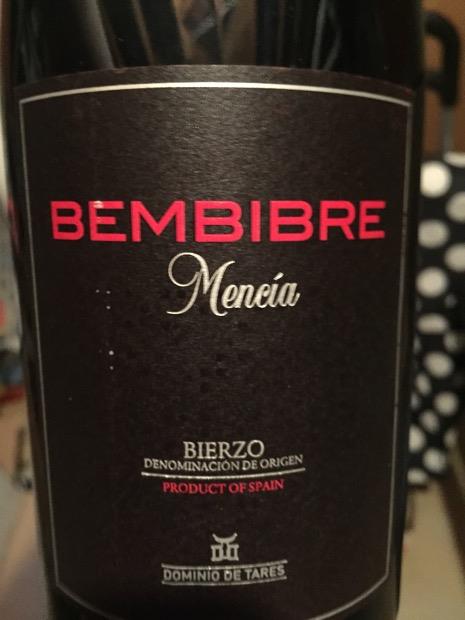 BEMBIBRE
Mencía
BIERZO
DENOMINACIÓN DE ORIGEN
PRODUCT OF SPAIN
DOMINIO DE TARES